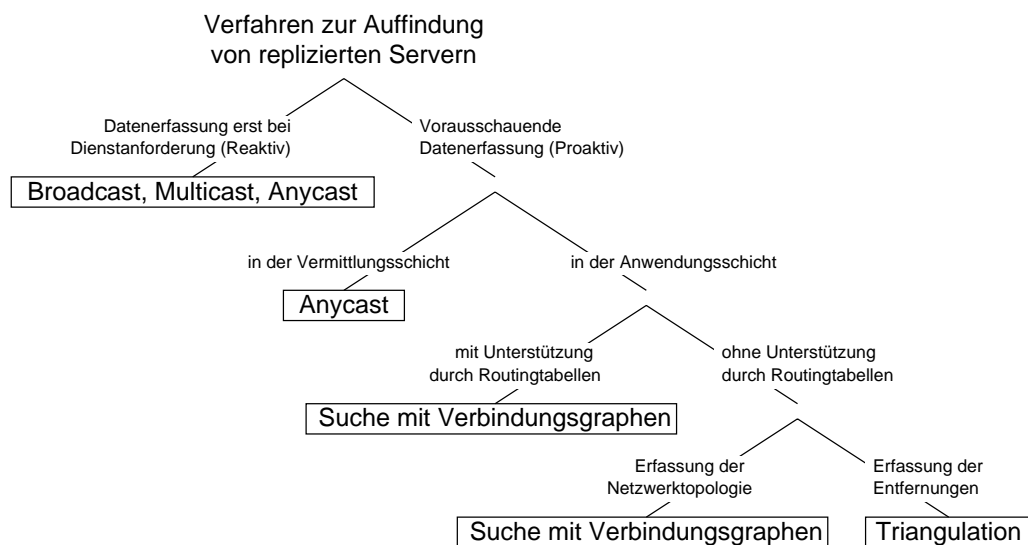 Verfahren zur Auffindung
von replizierten Servern
Datenerfassung erst bei
Dienstanforderung (Reaktiv)
Vorausschauende
Datenerfassung (Proaktiv)
Broadcast, Multicast, Anycast
in der Vermittlungsschicht
in der Anwendungsschicht
Anycast
mit Unterstützung
durch Routingtabellen
ohne Unterstützung
durch Routingtabellen
Suche mit Verbindungsgraphen
Erfassung der
Netzwerktopologie
Erfassung der
Entfernungen
Suche mit Verbindungsgraphen
Triangulation